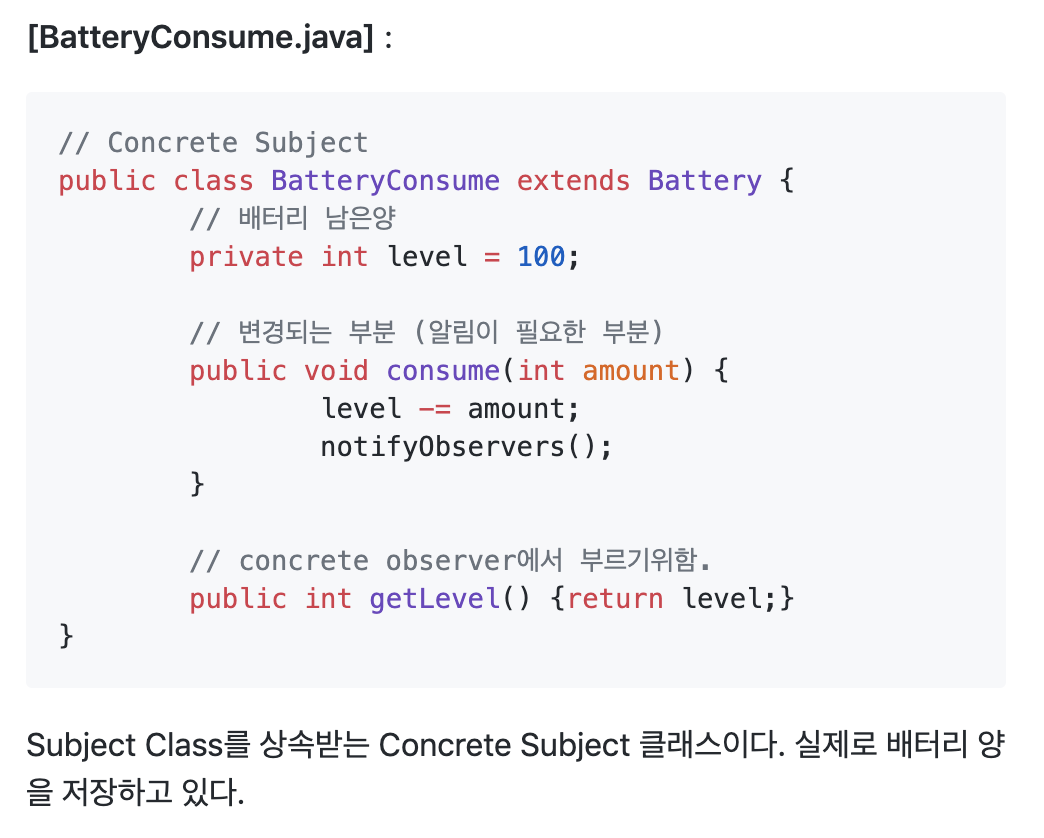 [BatteryConsume.java] :
// Concrete Subject
public class BatteryConsume extends Battery {
// 배터리 남은양
private int level = 100;
// 변경되는 부분 (알림이 필요한 부분)
public void consume(int amount) {
level -= amount;
notifyObservers();
}
// concrete observer에서 부르기위함.
public int getLevel() {return level;}
}
Subject Class를 상속받는 Concrete Subject 클래스이다. 실제로 배터리 양
을 저장하고 있다.